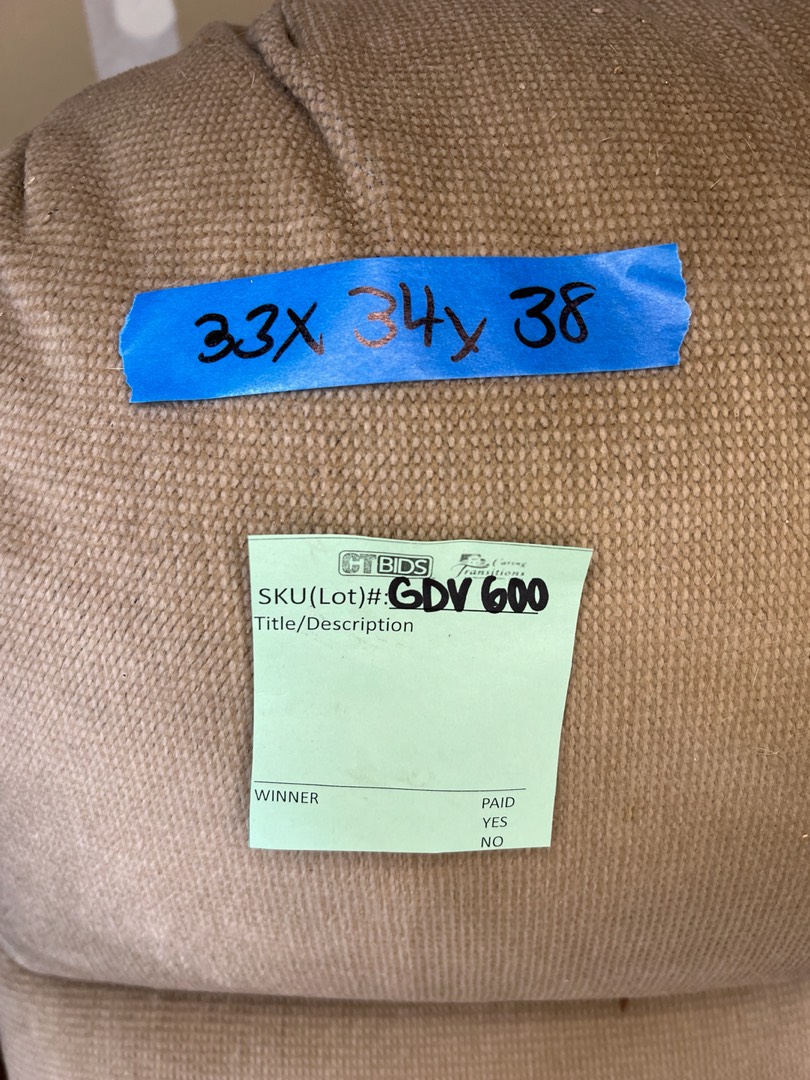 33x 34x 38
CTBIDS Caring Transitions
SKU(Lot)#: GDV 600
Title/Description
WINNER PAID
YES
NO